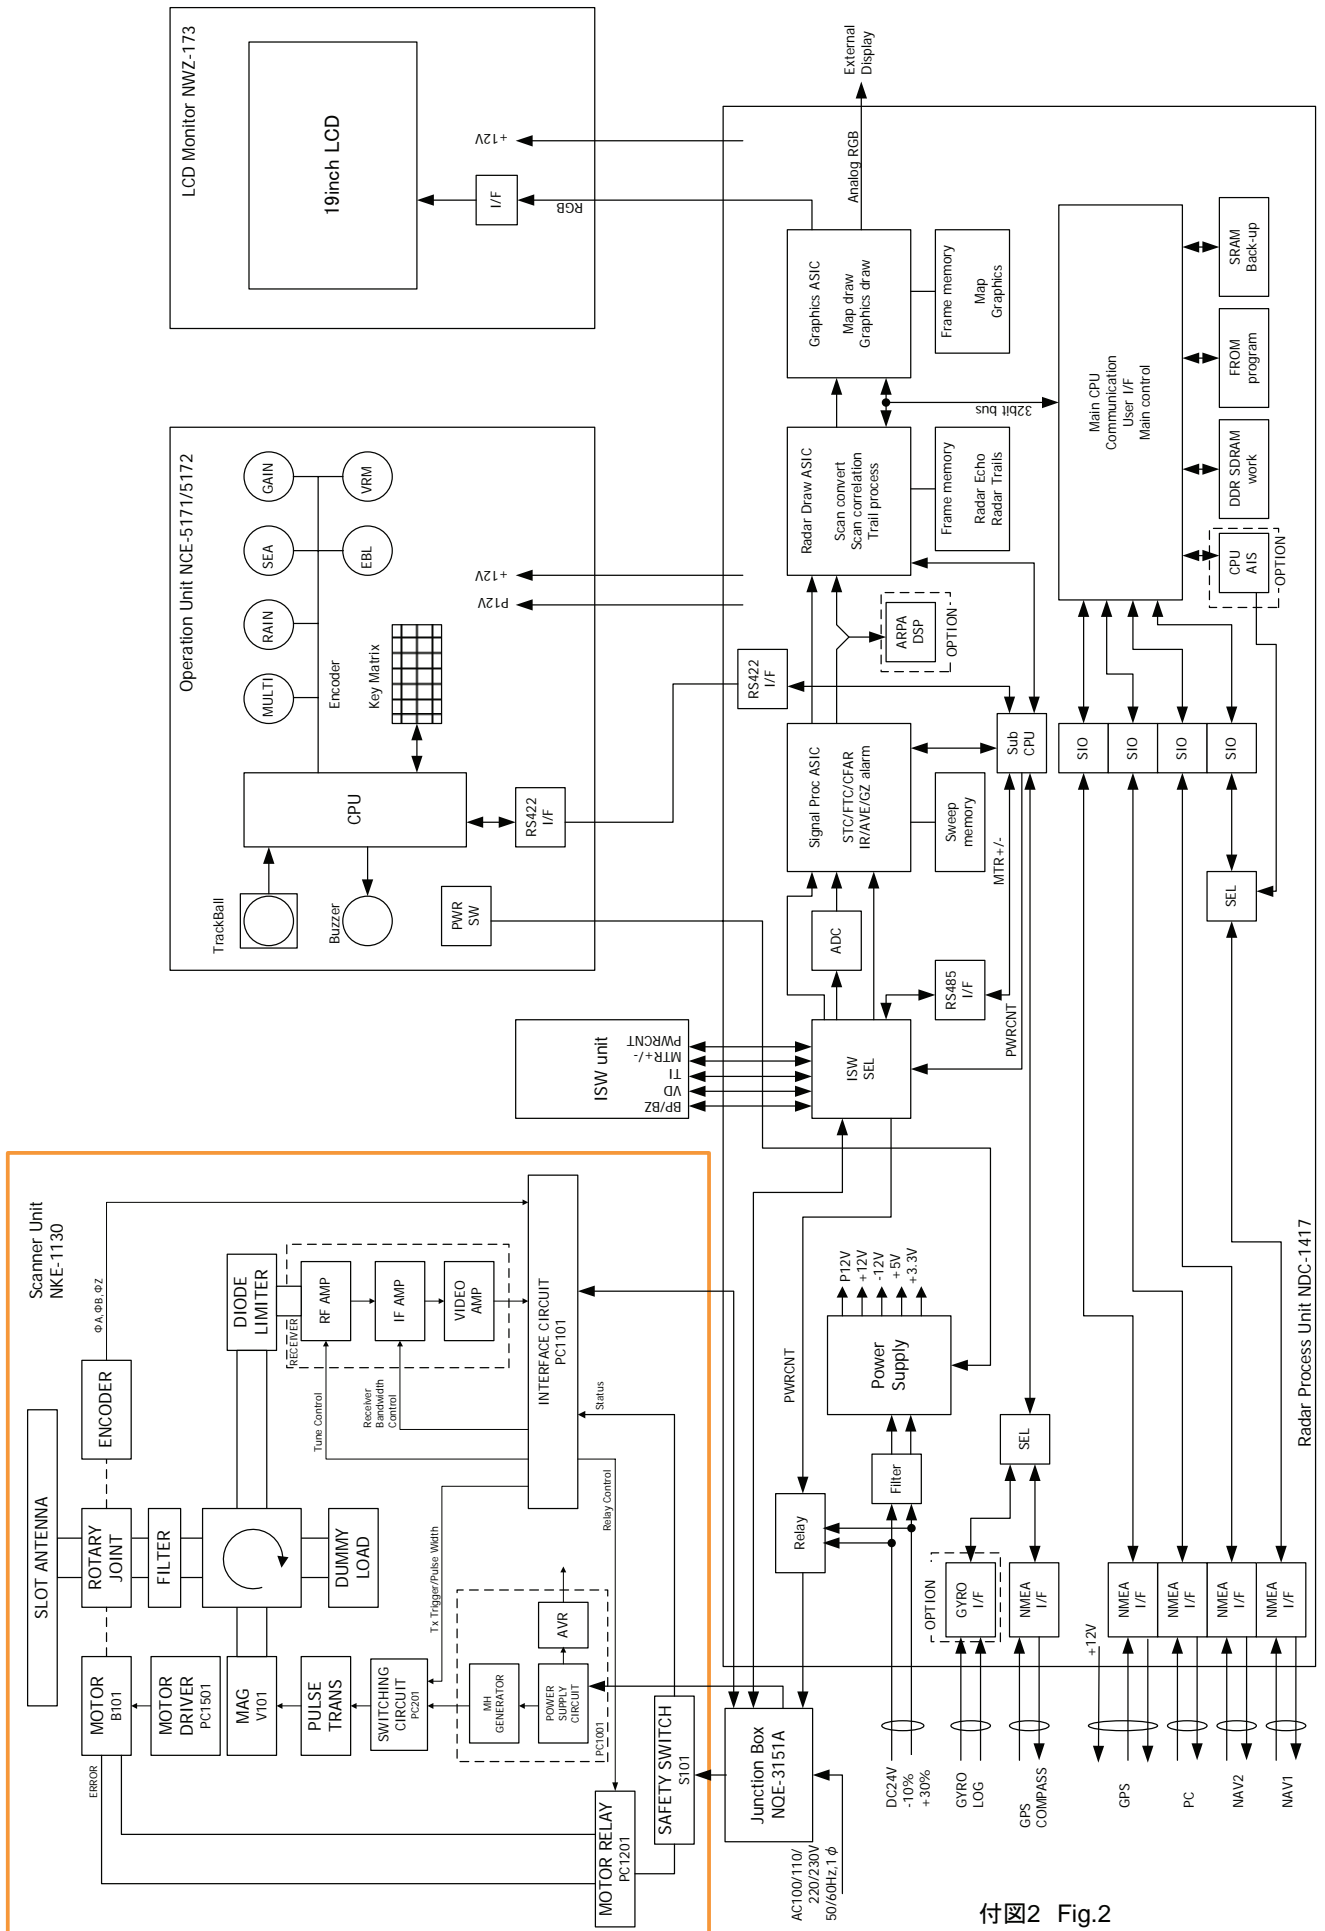 LCD Monitor NWZ-173
19inch LCD
I/F
RGB
+12V
Operation Unit NCE-5171/5172
GAIN
SEA
RAIN
MULTI
VRM
EBL
Encoder
Key Matrix
TrackBall
Buzzer
CPU
PWR
SW
RS422
I/F
P12V
+12V
ISW unit
BP/BZ
VD
TI
MTR+/-
PWRCNT
Scanner Unit
NKE-1130
SLOT ANTENNA
MOTOR
B101
ROTARY
JOINT
ENCODER
ΦA,ΦB,ΦZ
ERROR
MOTOR
DRIVER
PC1501
FILTER
MAG
V101
DIODE
LIMITER
DUMMY
LOAD
PULSE
TRANS
SWITCHING
CIRCUIT
PC201
RECEIVER
RF AMP
IF AMP
VIDEO
AMP
Tune Control
Receiver
Bandwidth
Control
Tx Trigger/Pulse Width
MH
GENERATOR
POWER
SUPPLY
CIRCUIT
AVR
PC1001
INTERFACE CIRCUIT
PC1101
Relay Control
Status
MOTOR RELAY
PC1201
SAFETY SWITCH
S101
Junction Box
NQE-3151A
AC100/110/
220/230V
50/60Hz,1φ
Radar Process Unit NDC-1417
External
Display
Analog RGB
Graphics ASIC
Map draw
Graphics draw
Frame memory
Map
Graphics
Radar Draw ASIC
Scan convert
Scan correlation
Trail process
Frame memory
Radar Echo
Radar Trails
32bit bus
ARPA
DSP
OPTION
RS422
I/F
Signal Proc ASIC
STC/FTC/CFAR
IR/AVE/GZ alarm
Sweep
memory
Sub
CPU
ADC
MTR+/-
RS485
I/F
PWRCNT
ISW
SEL
PWRCNT
P12V
+12V
-12V
+5V
+3.3V
Power
Supply
Filter
Relay
Main CPU
Communication
User I/F
Main control
SRAM
Back-up
FROM
program
DDR SDRAM
work
CPU
AIS
OPTION
SIO
SIO
SIO
SIO
SEL
SEL
OPTION
GYRO
I/F
NMEA
I/F
NMEA
I/F
NMEA
I/F
NMEA
I/F
NMEA
I/F
+12V
DC24V
-10%
+30%
GYRO
LOG
GPS
COMPASS
GPS
PC
NAV2
NAV1
付図2 Fig.2